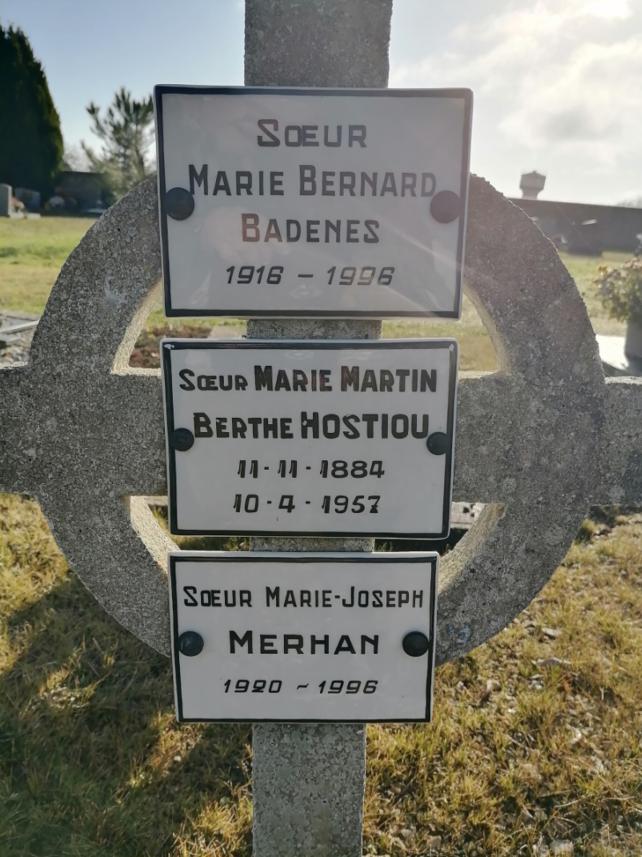 SŒUR
MARIE BERNARD
BADENES
1916 - 1996
SŒUR MARIE MARTIN
BERTHE HOSTIOU
11 - 11 - 1884
10 - 4 - 1957
SŒUR MARIE-JOSEPH
MERHAN
1920 ~ 1996